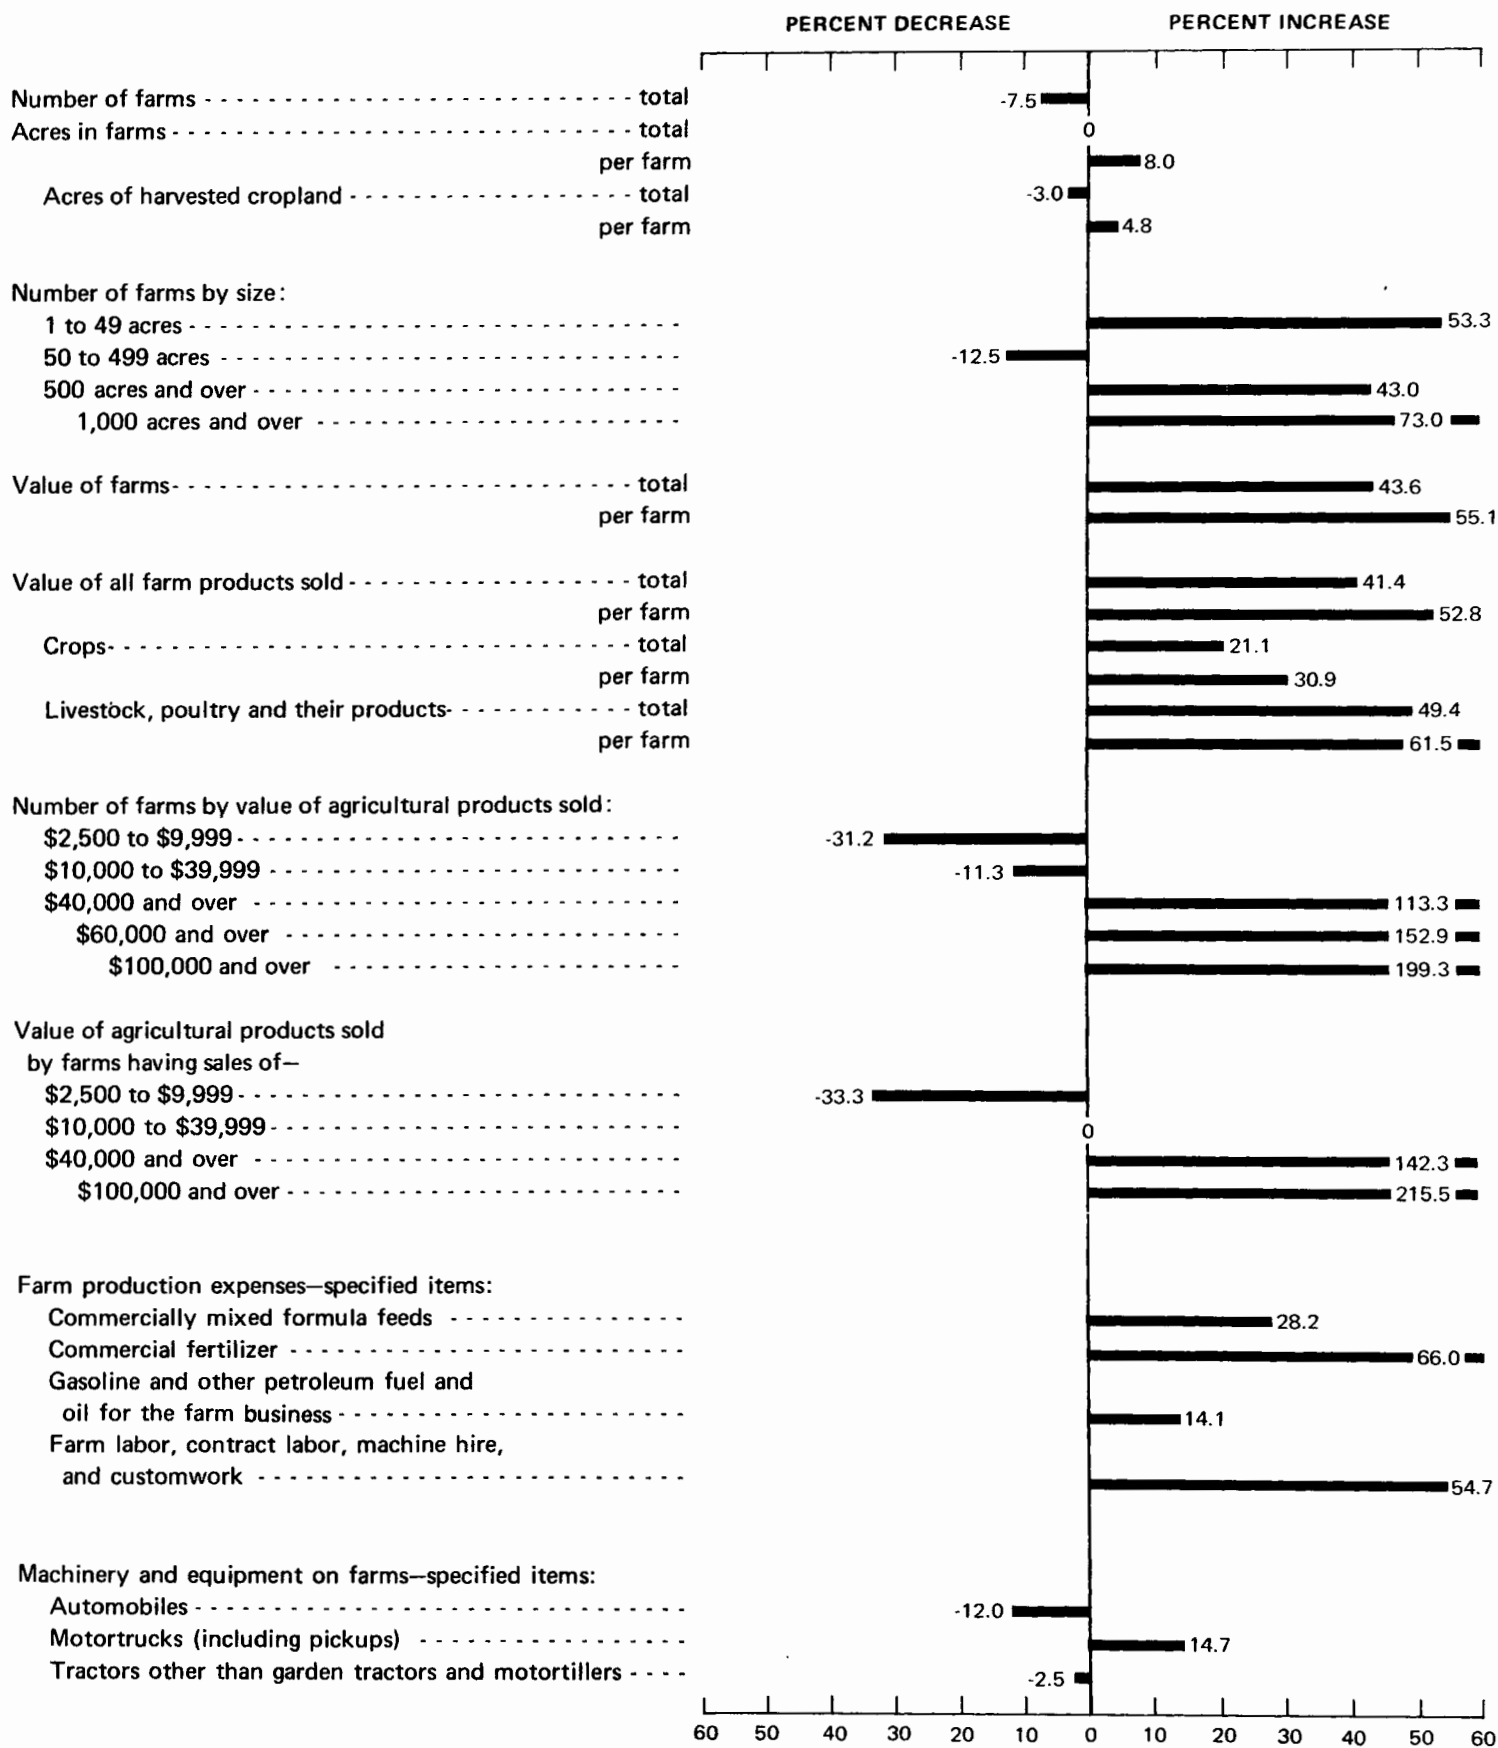 PERCENT DECREASE PERCENT INCREASE
Number of farms - - - total -7.5
Acres in farms - - - total 0
per farm 8.0
Acres of harvested cropland - - - total -3.0
per farm 4.8
Number of farms by size:
1 to 49 acres - - - 53.3
50 to 499 acres - - - -12.5
500 acres and over - - - 43.0
1,000 acres and over - - - 73.0
Value of farms - - - total 43.6
per farm 55.1
Value of all farm products sold - - - total 41.4
per farm 52.8
Crops - - - total 21.1
per farm 30.9
Livestock, poultry and their products - - - total 49.4
per farm 61.5
Number of farms by value of agricultural products sold:
$2,500 to $9,999 - - - -31.2
$10,000 to $39,999 - - - -11.3
$40,000 and over - - - 113.3
$60,000 and over - - - 152.9
$100,000 and over - - - 199.3
Value of agricultural products sold
by farms having sales of—
$2,500 to $9,999 - - - -33.3
$10,000 to $39,999 - - - 0
$40,000 and over - - - 142.3
$100,000 and over - - - 215.5
Farm production expenses—specified items:
Commercially mixed formula feeds - - - 28.2
Commercial fertilizer - - - 66.0
Gasoline and other petroleum fuel and
oil for the farm business - - - 14.1
Farm labor, contract labor, machine hire,
and customwork - - - 54.7
Machinery and equipment on farms—specified items:
Automobiles - - - -12.0
Motortrucks (including pickups) - - - 14.7
Tractors other than garden tractors and motortillers - - - -2.5
60 50 40 30 20 10 0 10 20 30 40 50 60